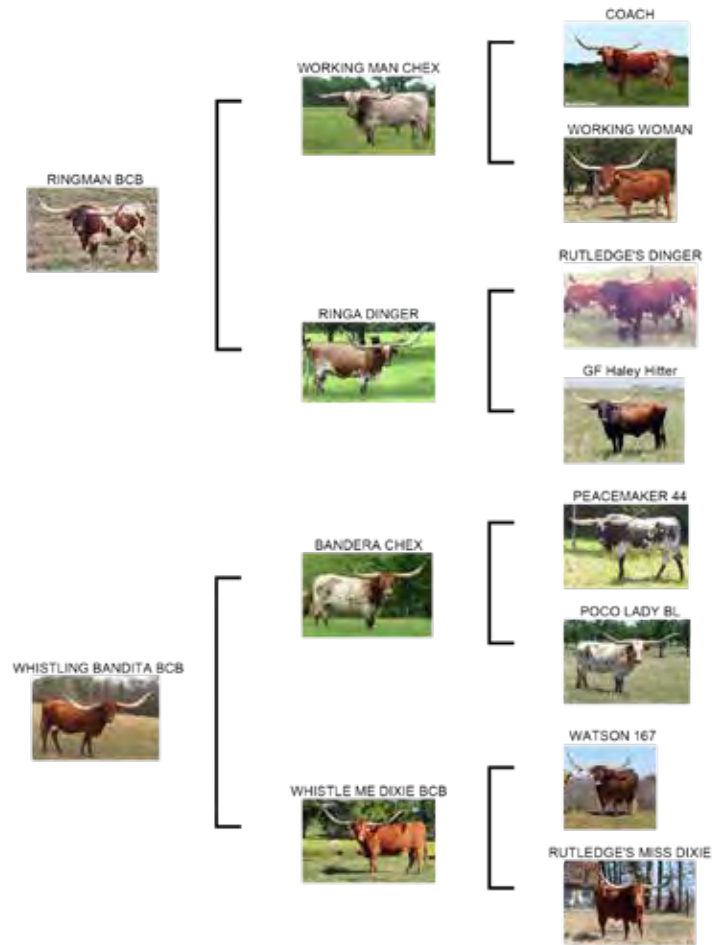 RINGMAN BCB
WORKING MAN CHEX
COACH
WORKING WOMAN
RINGA DINGER
RUTLEDGE'S DINGER
GF Haley Hitter
WHISTLING BANDITA BCB
BANDERA CHEX
PEACEMAKER 44
POCO LADY BL
WHISTLE ME DIXIE BCB
WATSON 167
RUTLEDGE'S MISS DIXIE